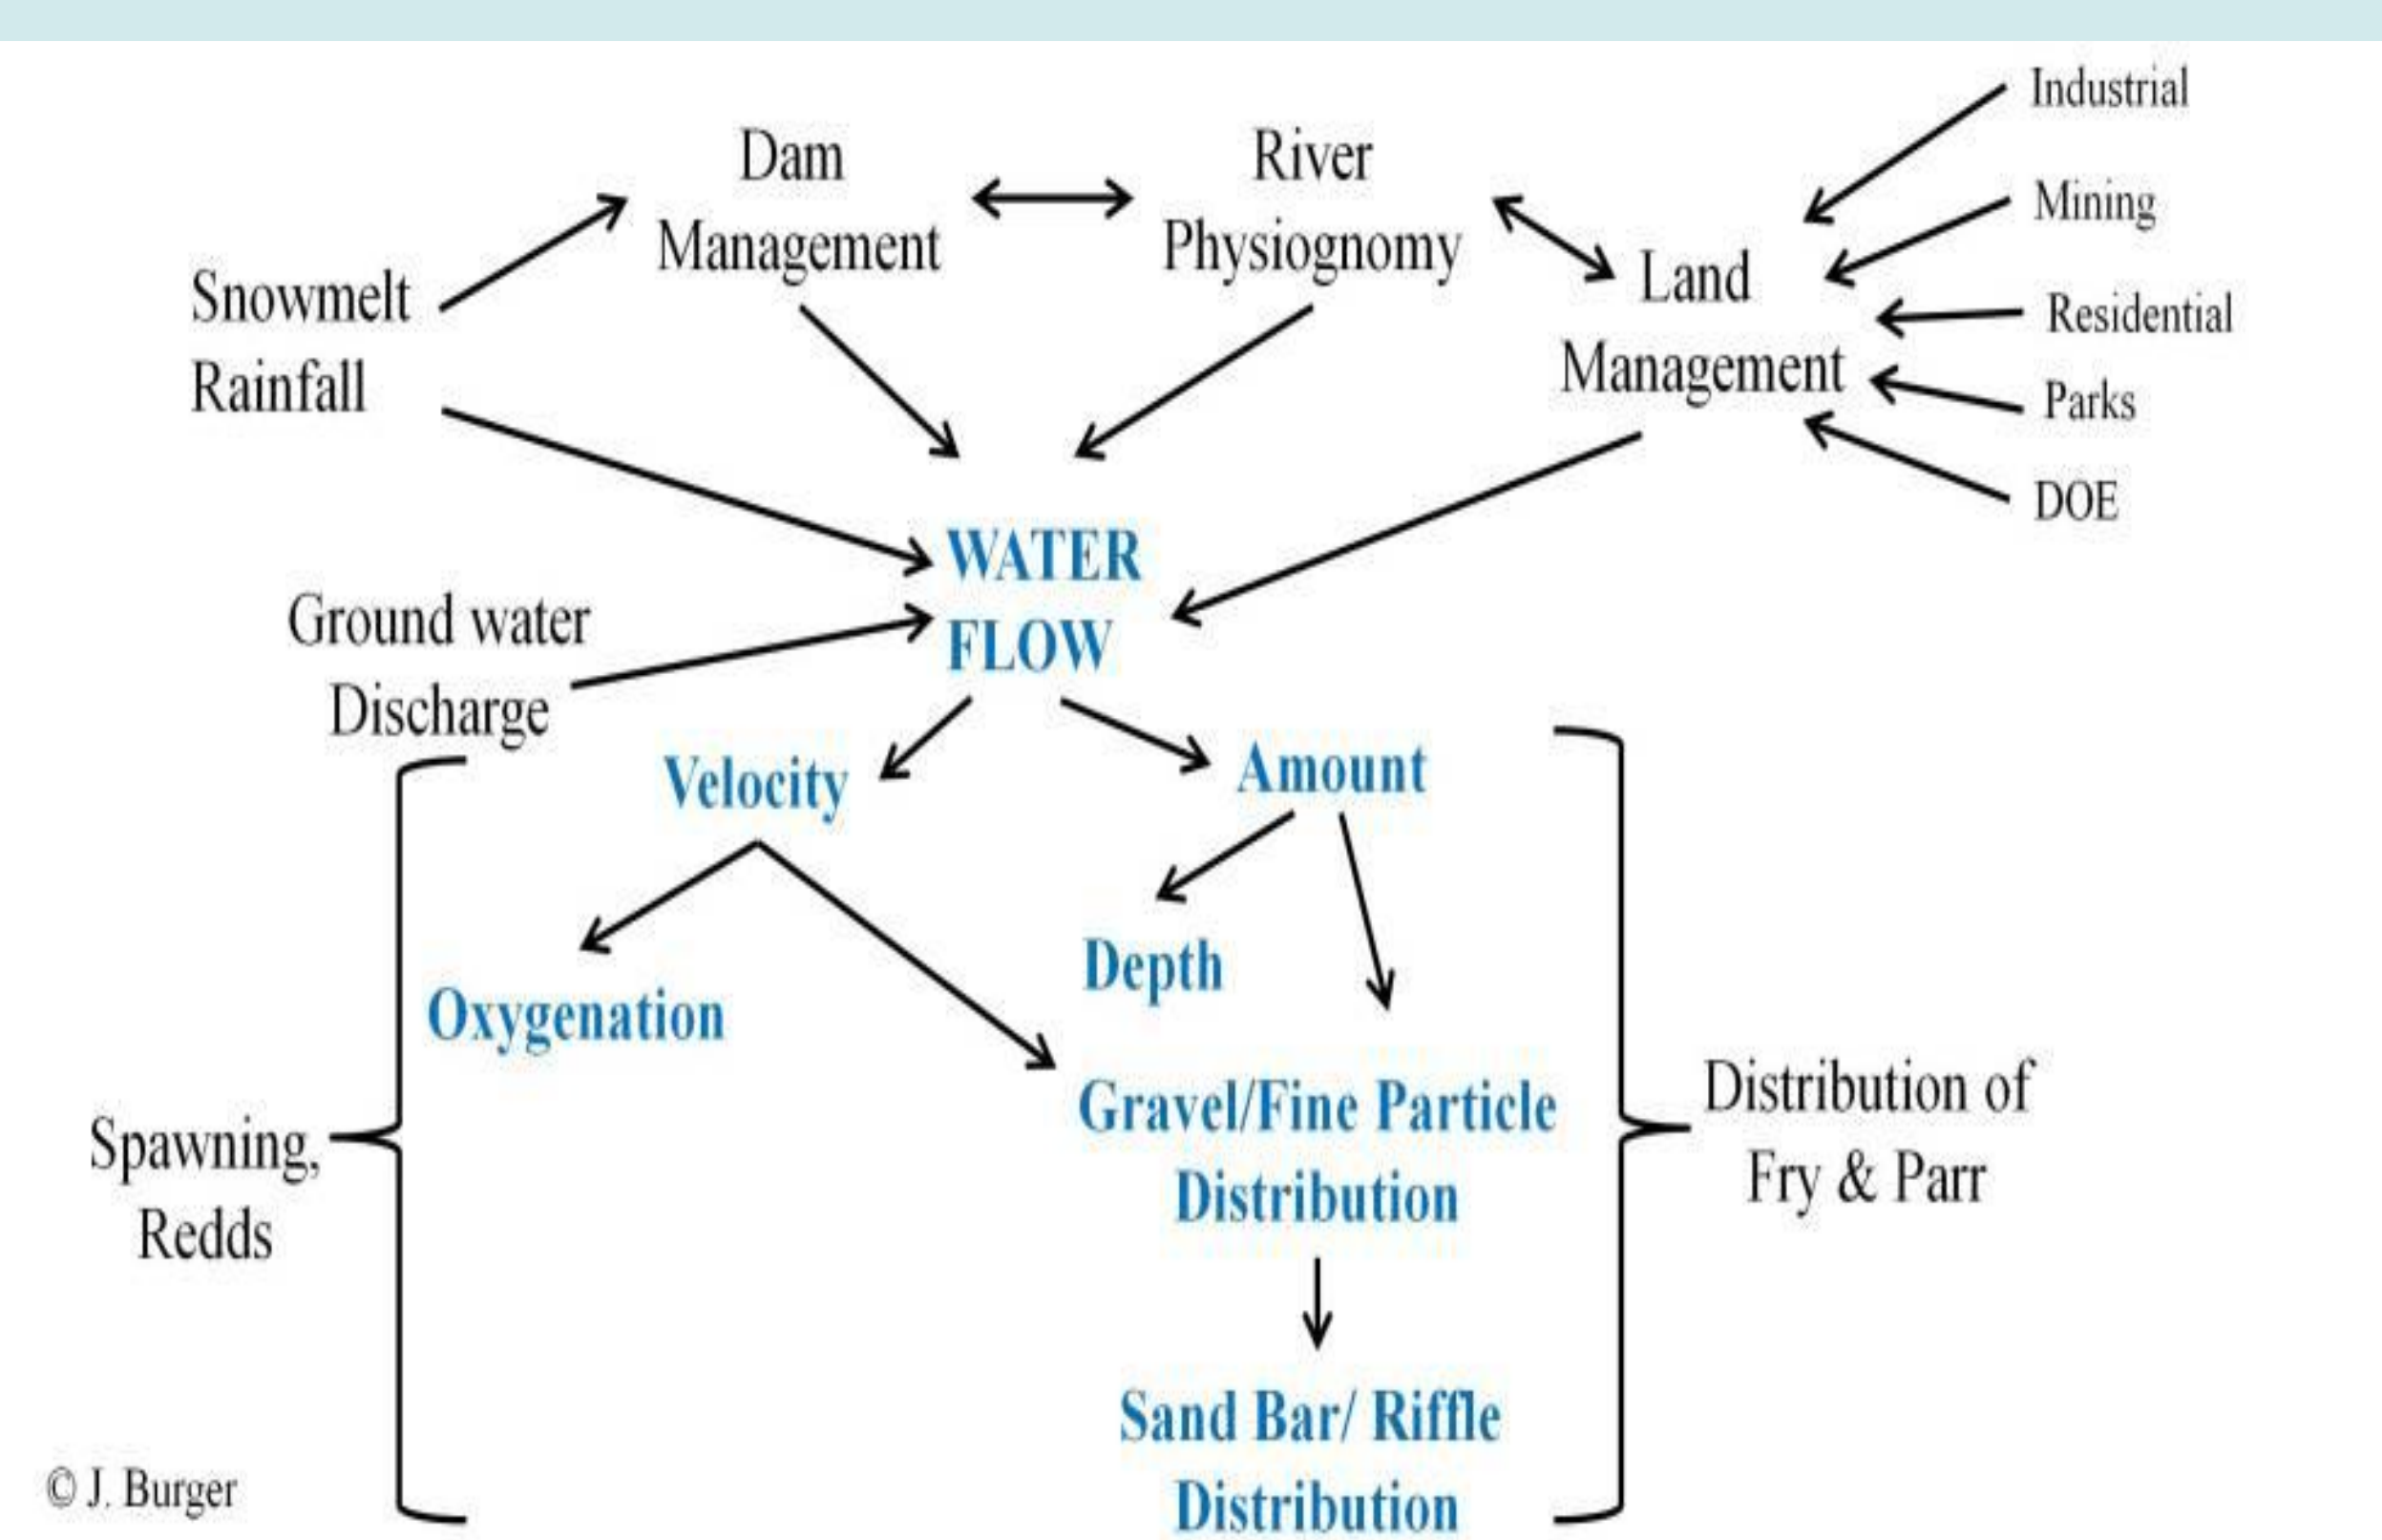 Industrial
Dam
Management
River
Physiognomy
Mining
Land
Management
Residential
Parks
DOE
Snowmelt
Rainfall
WATER
FLOW
Ground water
Discharge
Velocity
Amount
Oxygenation
Depth
Gravel/Fine Particle
Distribution
Sand Bar/ Riffle
Distribution
Spawning,
Redds
Distribution of
Fry & Parr
© J. Burger